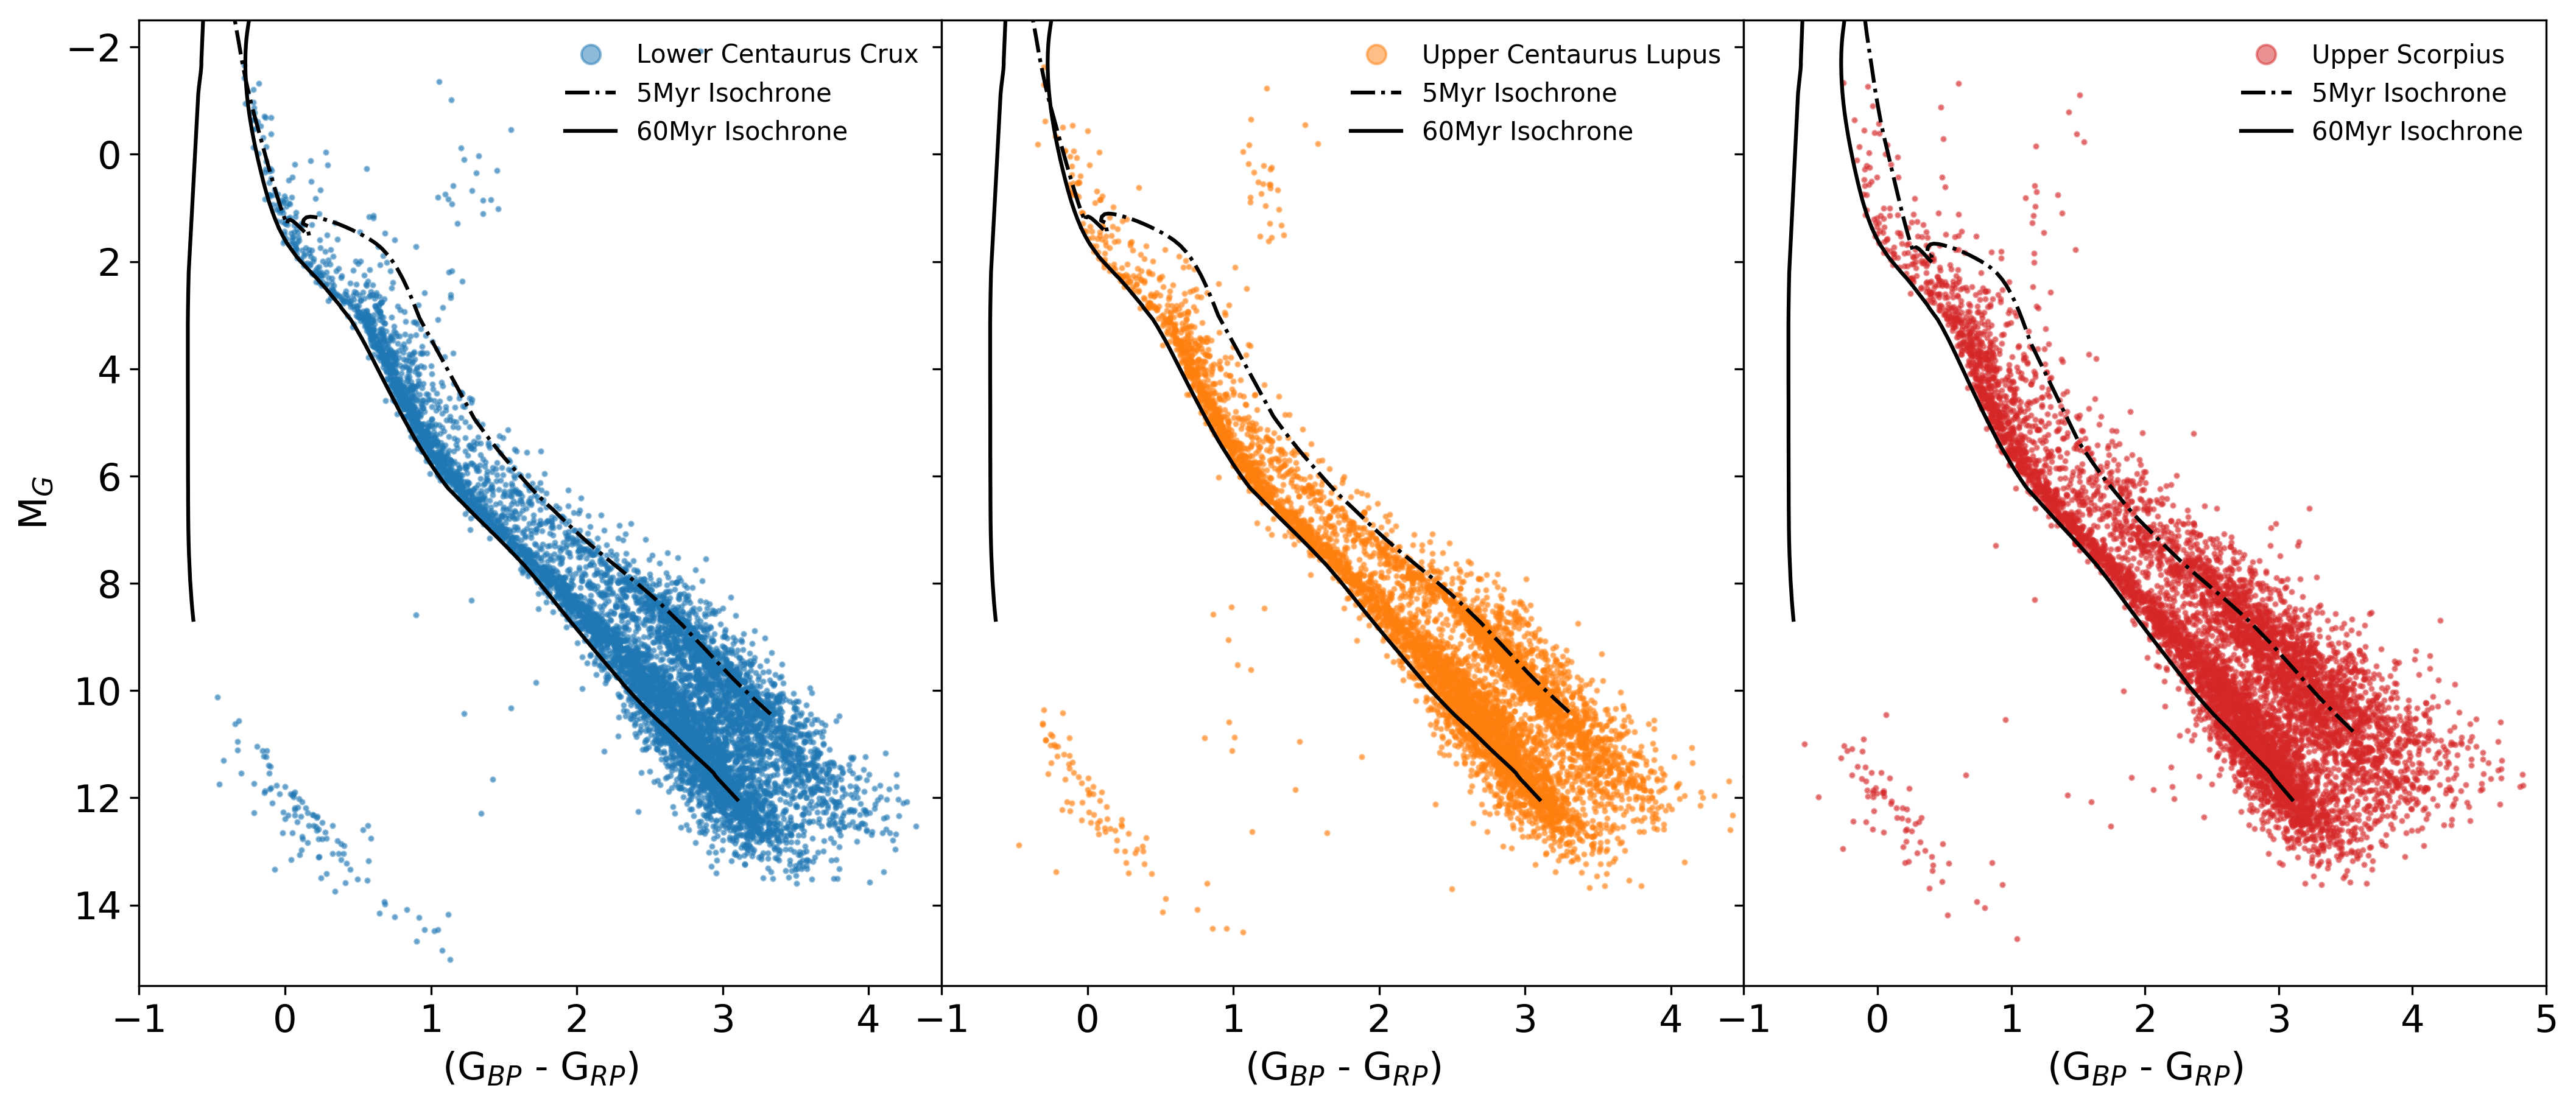 Lower Centaurus Crux
5Myr Isochrone
60Myr Isochrone
Upper Centaurus Lupus
5Myr Isochrone
60Myr Isochrone
Upper Scorpius
5Myr Isochrone
60Myr Isochrone
−2
0
2
4
6
8
10
12
14
M_G
−1 0 1 2 3 4 −1 0 1 2 3 4 −1 0 1 2 3 4 5
(G_BP - G_RP) (G_BP - G_RP) (G_BP - G_RP)